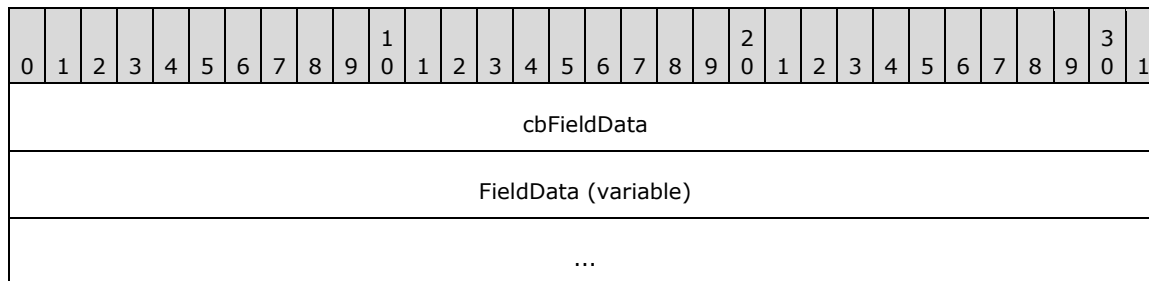 1 2 3
0 1 2 3 4 5 6 7 8 9 0 1 2 3 4 5 6 7 8 9 0 1 2 3 4 5 6 7 8 9 0 1
cbFieldData
FieldData (variable)
...